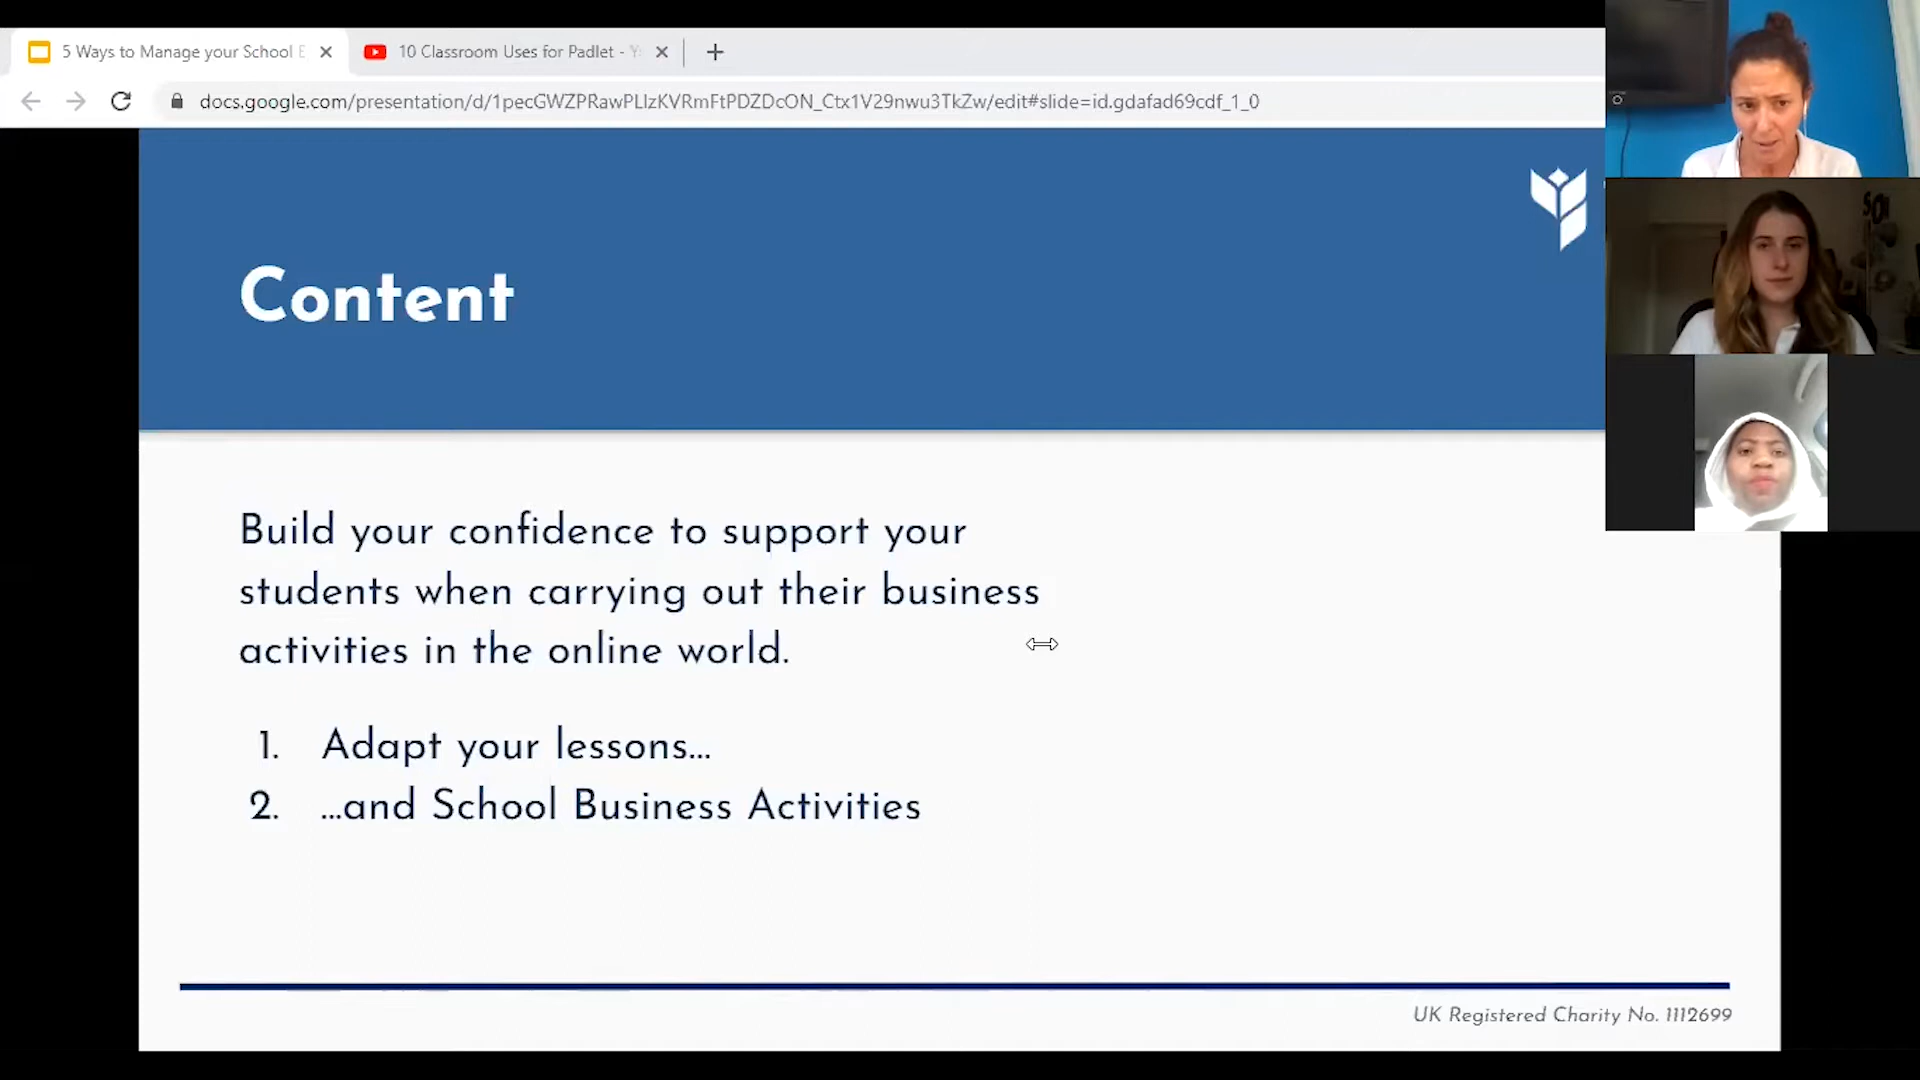 5 Ways to Manage your School
10 Classroom Uses for Padlet -
docs.google.com/presentation/d/1pecGWZPRawPLlzKVRmFtPDZDcON_Ctx1V29nwu3TkZw/edit#slide=id.gdafad69cdf_1_0
Content
Build your confidence to support your
students when carrying out their business
activities in the online world.
1. Adapt your lessons...
2. ...and School Business Activities
UK Registered Charity No. 1112699